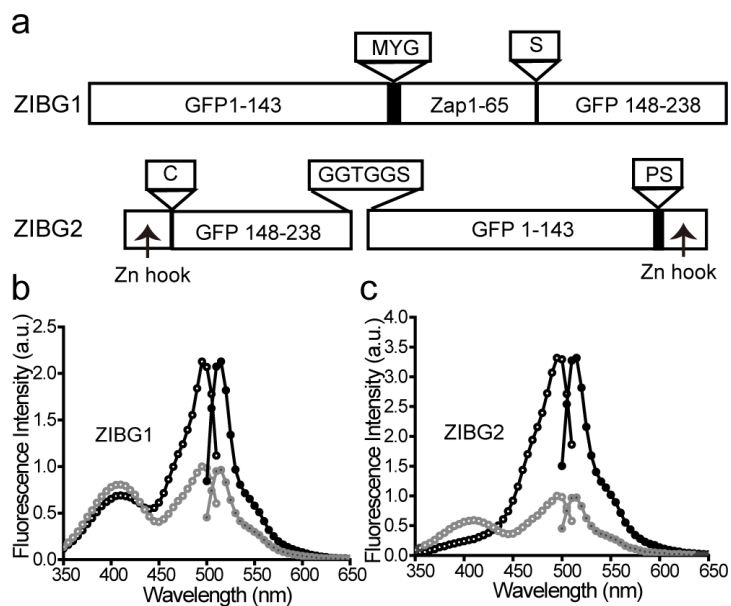 a
MYG
S
ZIBG1
GFP1-143
Zap1-65
GFP 148-238
C
GGTGGS
PS
ZIBG2
GFP 148-238
GFP 1-143
Zn hook
Zn hook
b
Fluorescence Intensity (a.u.)
2.5
2.0
1.5
1.0
0.5
0.0
ZIBG1
350 400 450 500 550 600 650
Wavelength (nm)
c
Fluorescence Intensity (a.u.)
4.0
3.5
3.0
2.5
2.0
1.5
1.0
0.5
0.0
ZIBG2
350 400 450 500 550 600 650
Wavelength (nm)